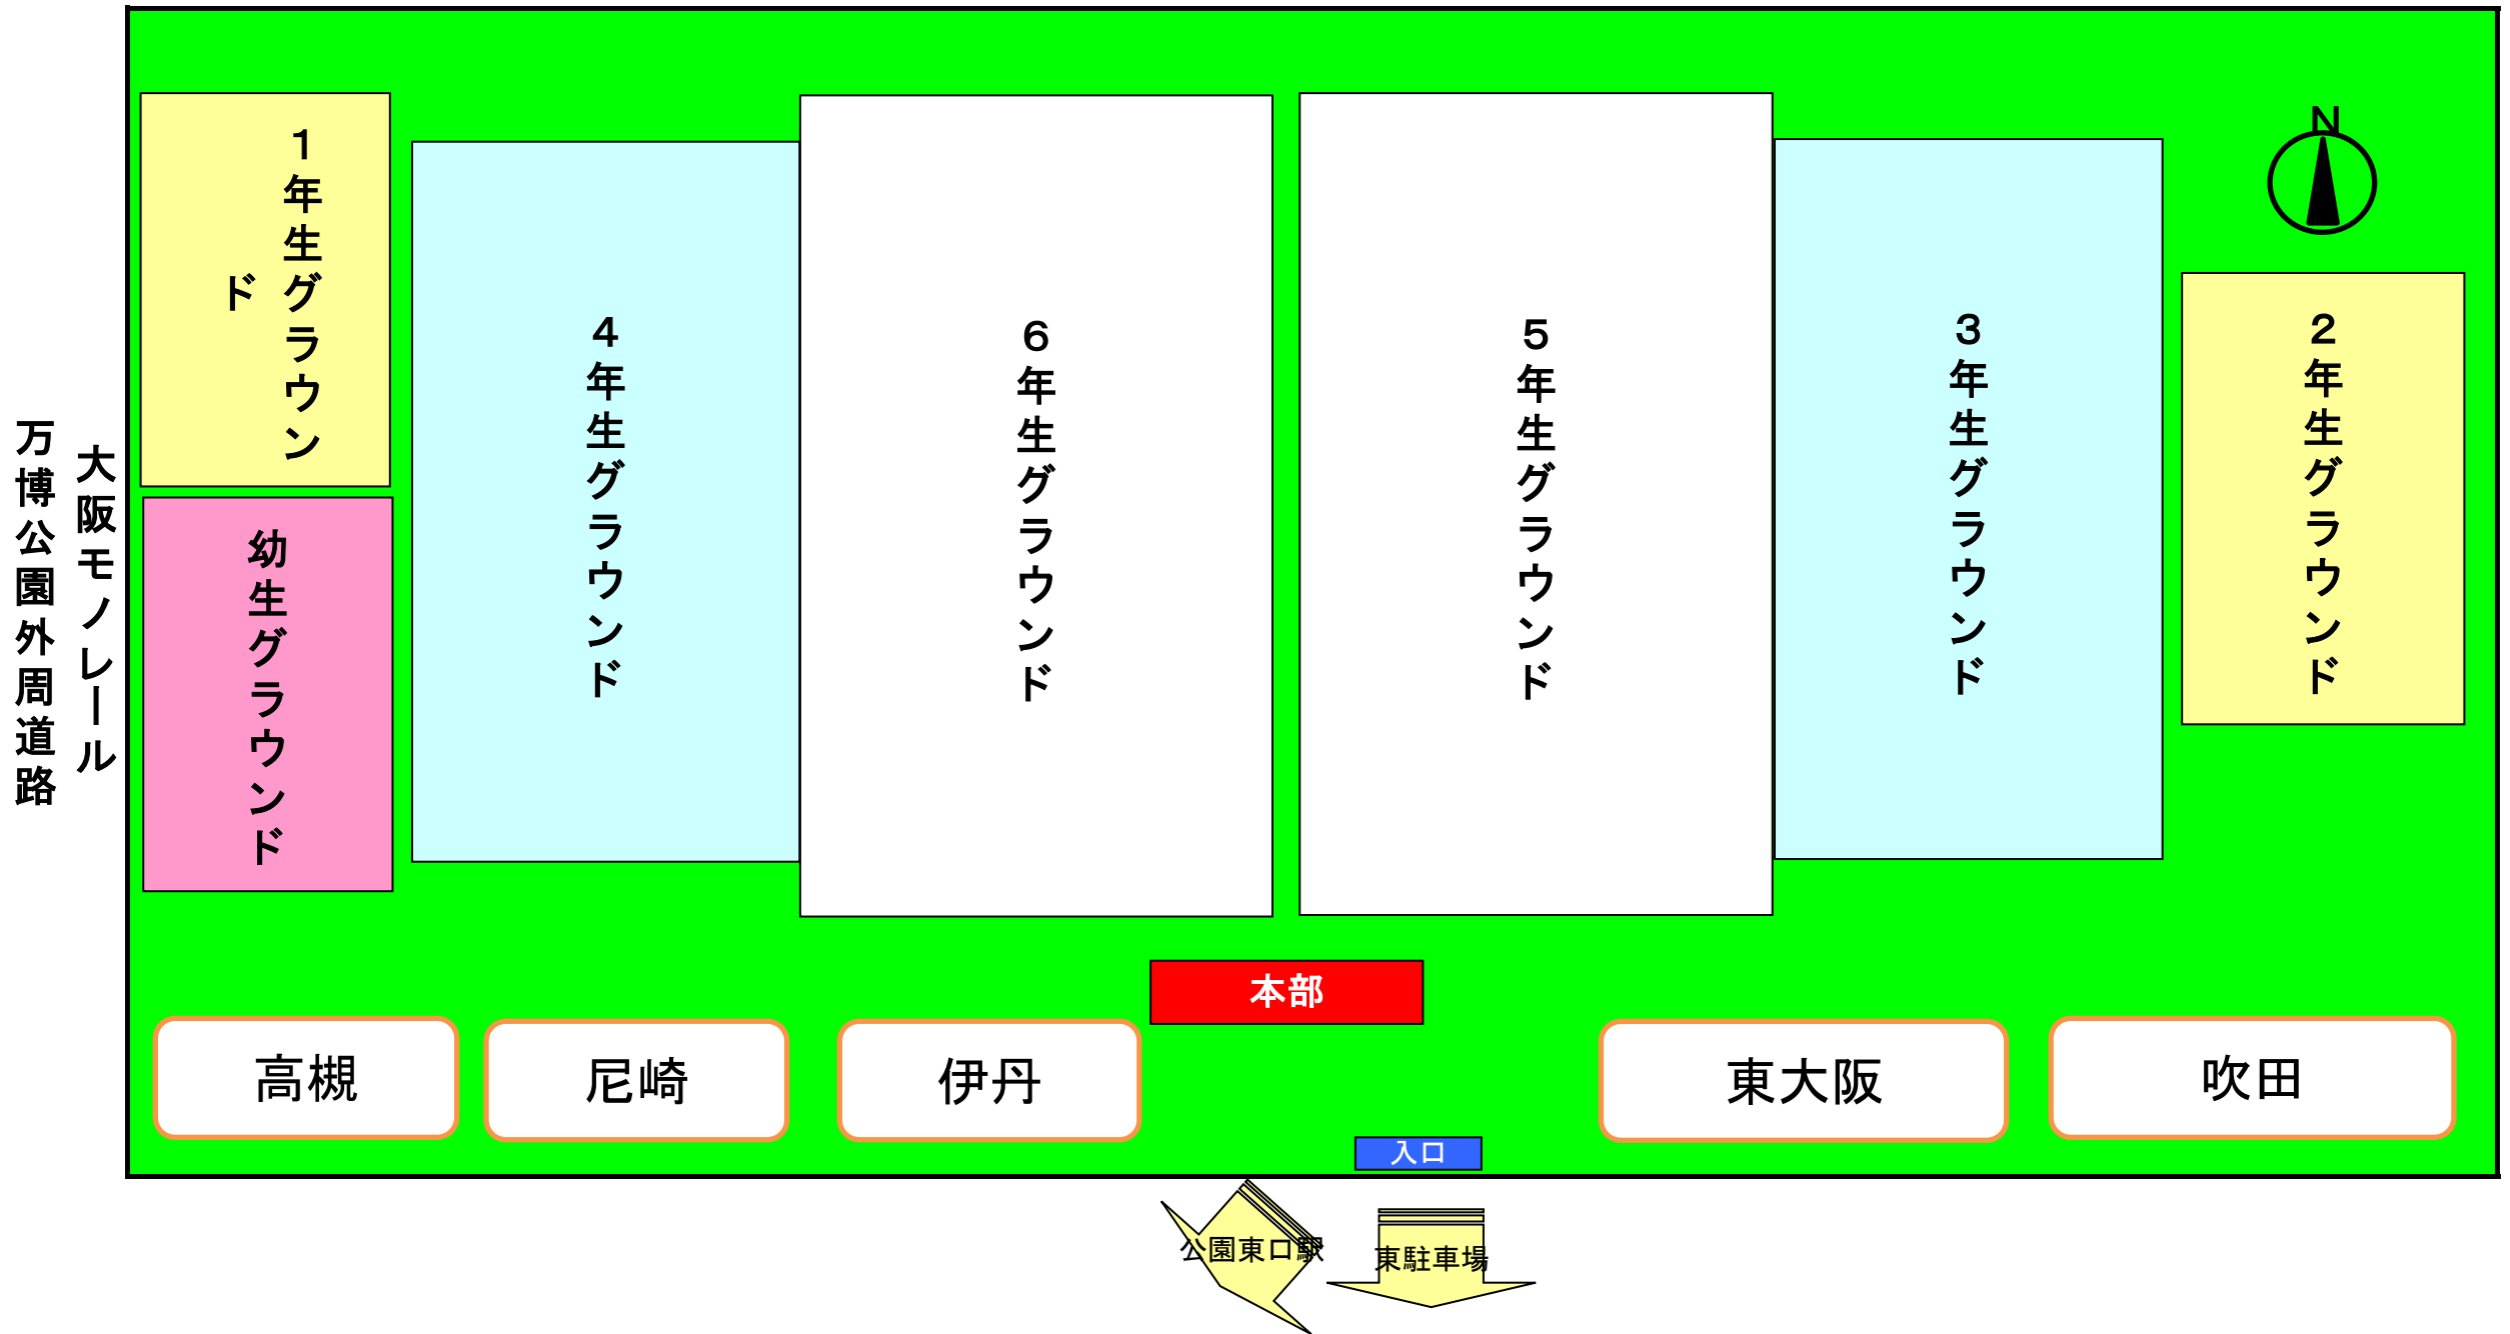 N
１年生グラウン
ド
４年生グラウンド
６年生グラウンド
５年生グラウンド
３年生グラウンド
２年生グラウンド
幼生グラウンド
大阪モノレール
万博公園外周道路
本部
高槻
尼崎
伊丹
東大阪
吹田
入口
公園東口駅
東駐車場